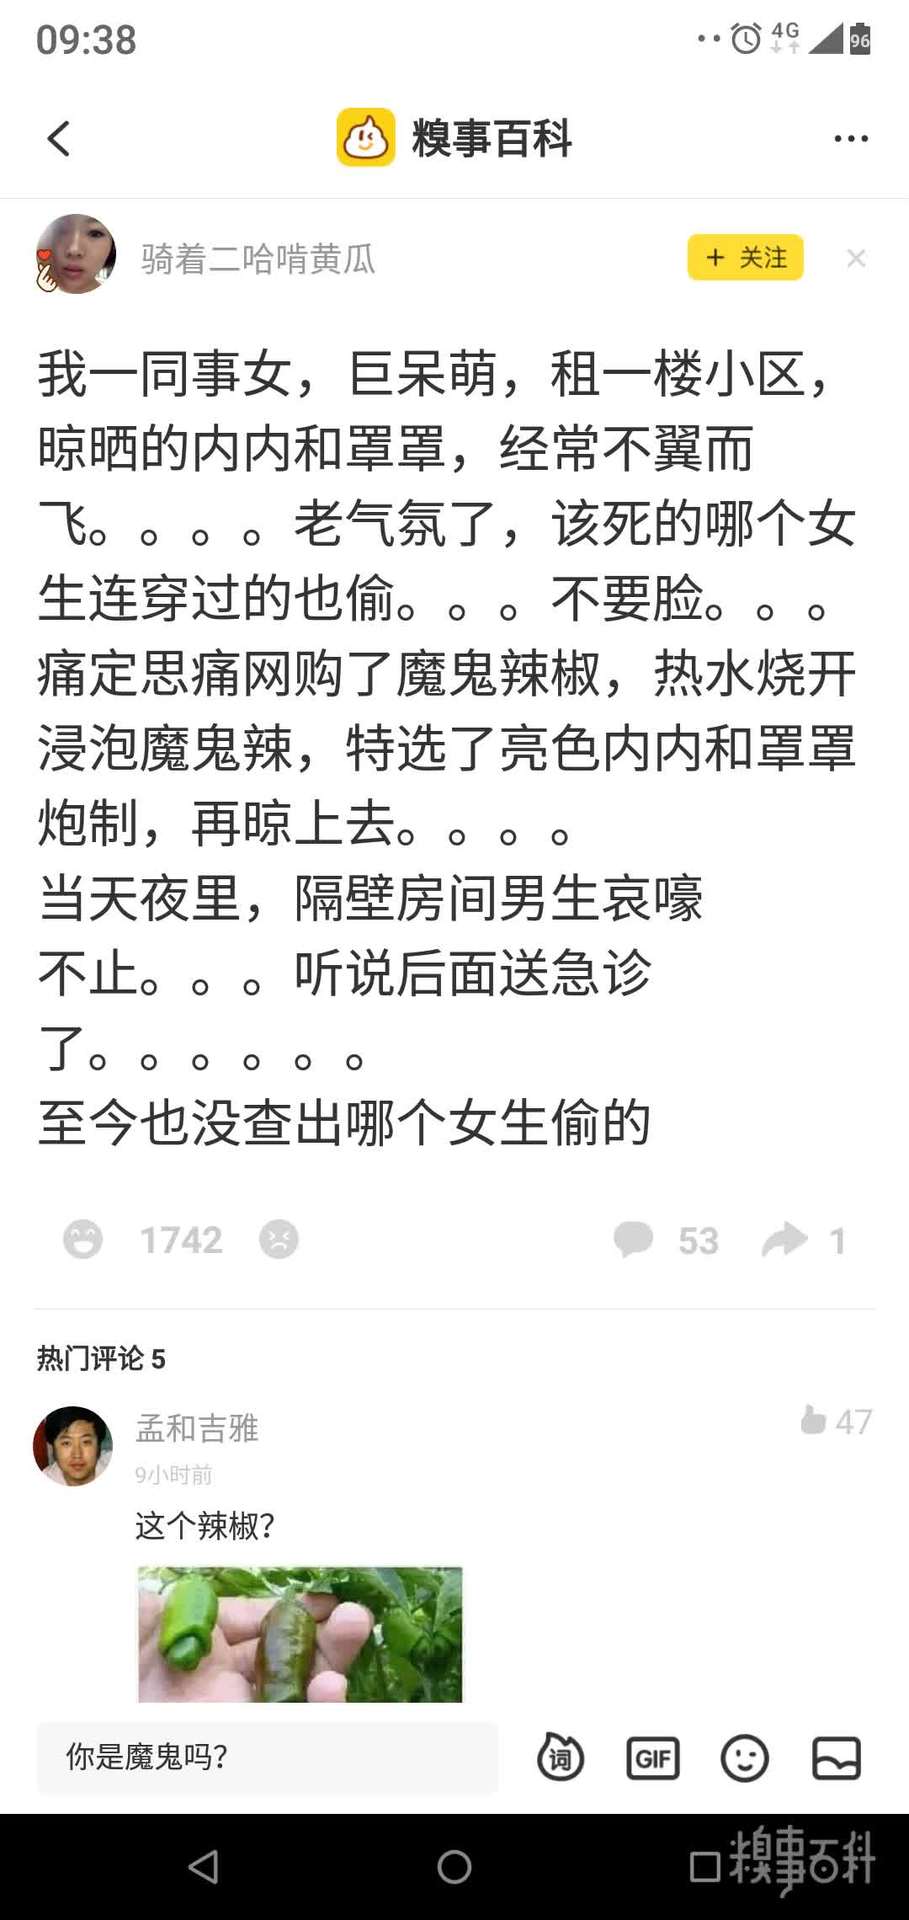 09:38
4G
96
糗事百科
骑着二哈啃黄瓜
+ 关注
我一同事女，巨呆萌，租一楼小区，
晾晒的内内和罩罩，经常不翼而
飞。。。。老气氛了，该死的哪个女
生连穿过的也偷。。。不要脸。。。
痛定思痛网购了魔鬼辣椒，热水烧开
浸泡魔鬼辣，特选了亮色内内和罩罩
炮制，再晾上去。。。。
当天夜里，隔壁房间男生哀嚎
不止。。。听说后面送急诊
了。。。。。。
至今也没查出哪个女生偷的
1742
53
1
热门评论 5
孟和吉雅
47
9小时前
这个辣椒？
你是魔鬼吗？
词
GIF
糗事百科